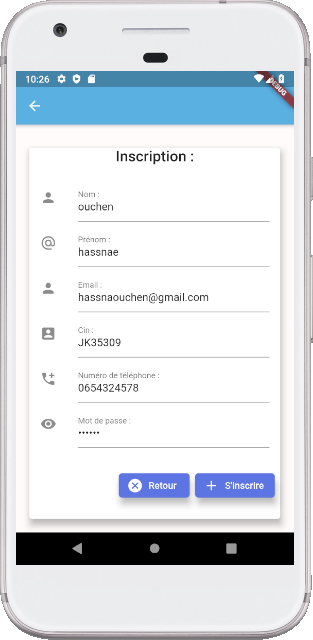 10:26
DEBUG
Inscription :
Nom :
ouchen
Prénom :
hassnae
Email :
hassnaouchen@gmail.com
Cin :
JK35309
Numéro de téléphone :
0654324578
Mot de passe :
••••••
Retour
S'inscrire